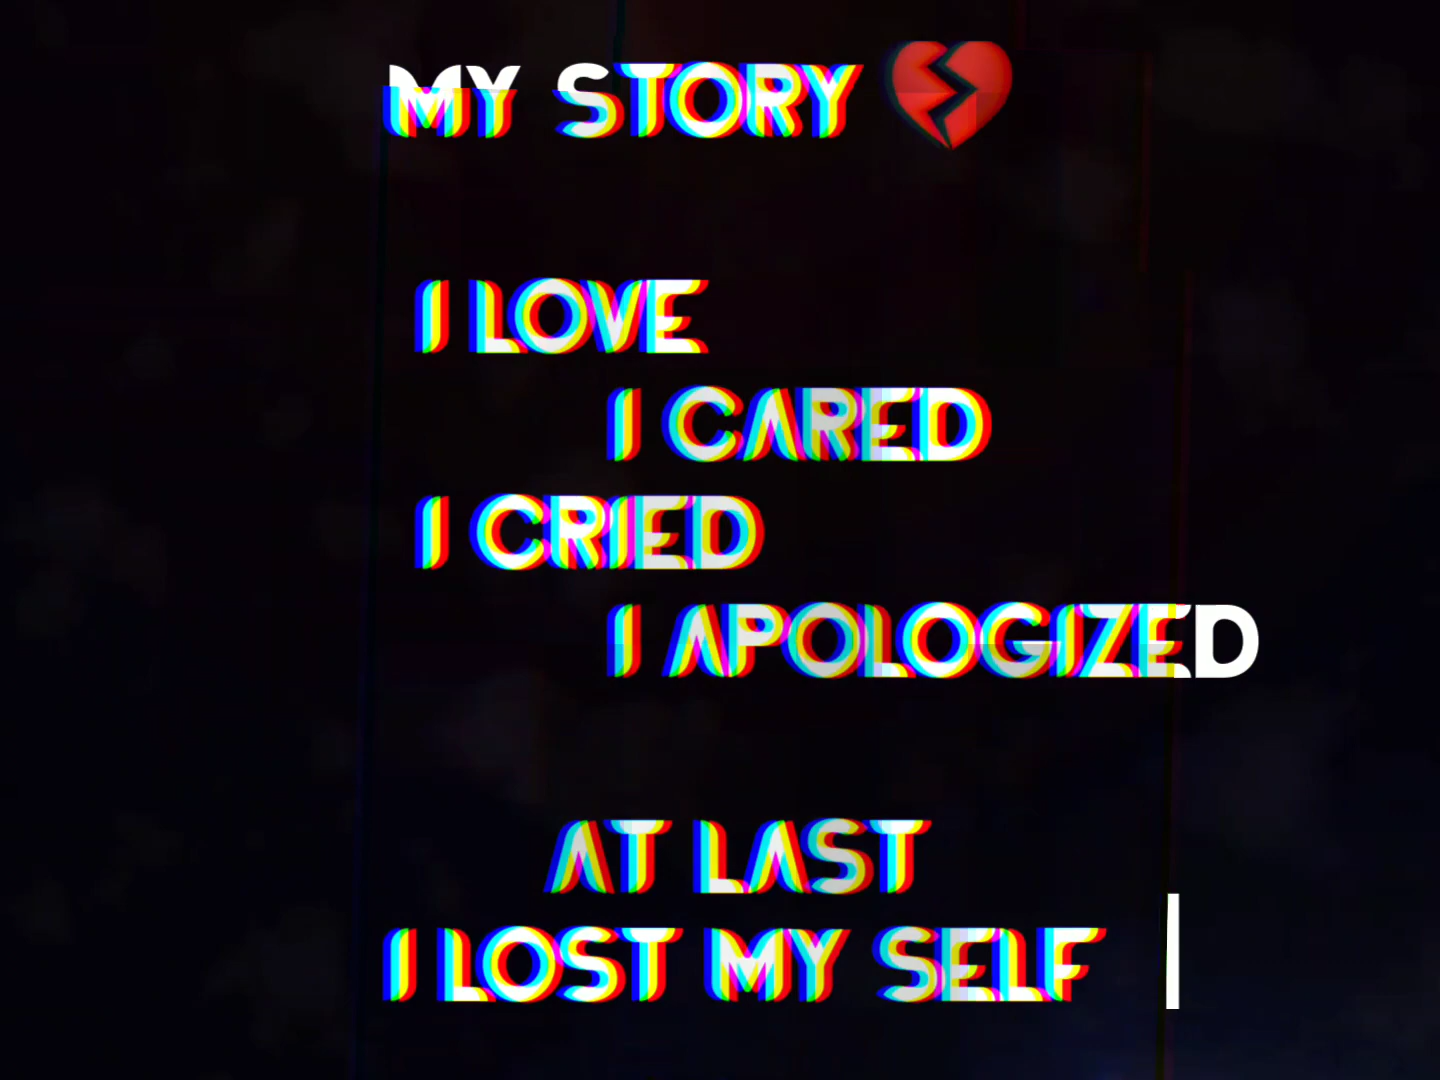 MY STORY 💔
I LOVE
I CARED
I CRIED
I APOLOGIZED
AT LAST
I LOST MY SELF